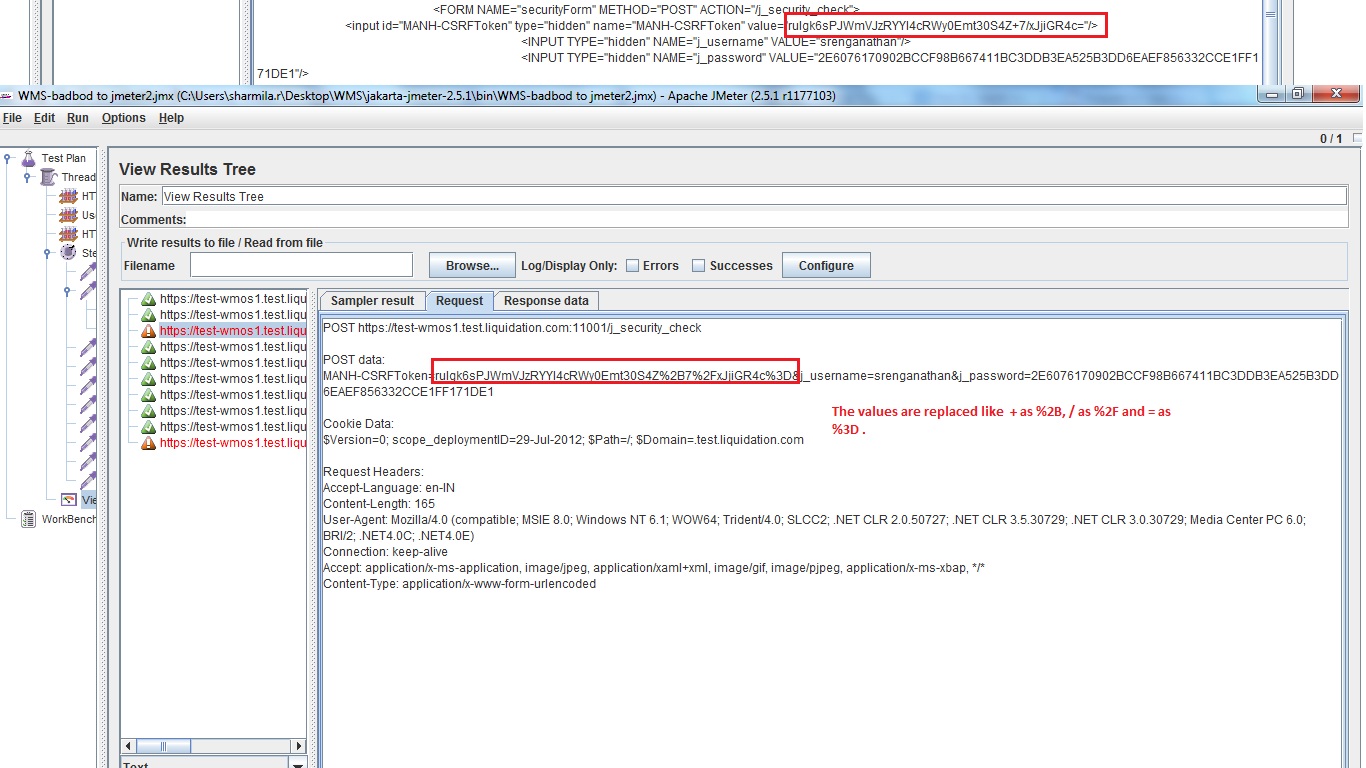 <FORM NAME="securityForm" METHOD="POST" ACTION="/j_security_check">
<input id="MANH-CSRFToken" type="hidden" name="MANH-CSRFToken" value="ruIgk6sPJWmVJzRYYI4cRWy0Emt30S4Z+7/xJjiGR4c="/>
<INPUT TYPE="hidden" NAME="j_username" VALUE="srenganathan"/>
<INPUT TYPE="hidden" NAME="j_password" VALUE="2E6076170902BCCF98B667411BC3DDB3EA525B3DD6EAEF856332CCE1FF1
71DE1"/>
WMS-badbod to jmeter2.jmx (C:\Users\sharmila.r\Desktop\WMS\jakarta-jmeter-2.5.1\bin\WMS-badbod to jmeter2.jmx) - Apache JMeter (2.5.1 r1177103)
File Edit Run Options Help
0 / 1
Test Plan
Thread
HT
Us
HT
Ste
Vie
WorkBench
View Results Tree
Name: View Results Tree
Comments:
Write results to file / Read from file
Filename Browse... Log/Display Only: Errors Successes Configure
https://test-wmos1.test.liqu
https://test-wmos1.test.liqu
https://test-wmos1.test.liqu
https://test-wmos1.test.liqu
https://test-wmos1.test.liqu
https://test-wmos1.test.liqu
https://test-wmos1.test.liqu
https://test-wmos1.test.liqu
https://test-wmos1.test.liqu
https://test-wmos1.test.liqu
Text
Sampler result Request Response data
POST https://test-wmos1.test.liquidation.com:11001/j_security_check
POST data:
MANH-CSRFToken=ruIgk6sPJWmVJzRYYI4cRWy0Emt30S4Z%2B7%2FxJjiGR4c%3D&j_username=srenganathan&j_password=2E6076170902BCCF98B667411BC3DDB3EA525B3DD
6EAEF856332CCE1FF171DE1
The values are replaced like + as %2B, / as %2F and = as
%3D .
Cookie Data:
$Version=0; scope_deploymentID=29-Jul-2012; $Path=/; $Domain=.test.liquidation.com
Request Headers:
Accept-Language: en-IN
Content-Length: 165
User-Agent: Mozilla/4.0 (compatible; MSIE 8.0; Windows NT 6.1; WOW64; Trident/4.0; SLCC2; .NET CLR 2.0.50727; .NET CLR 3.5.30729; .NET CLR 3.0.30729; Media Center PC 6.0;
BRI/2; .NET4.0C; .NET4.0E)
Connection: keep-alive
Accept: application/x-ms-application, image/jpeg, application/xaml+xml, image/gif, image/pjpeg, application/x-ms-xbap, */*
Content-Type: application/x-www-form-urlencoded